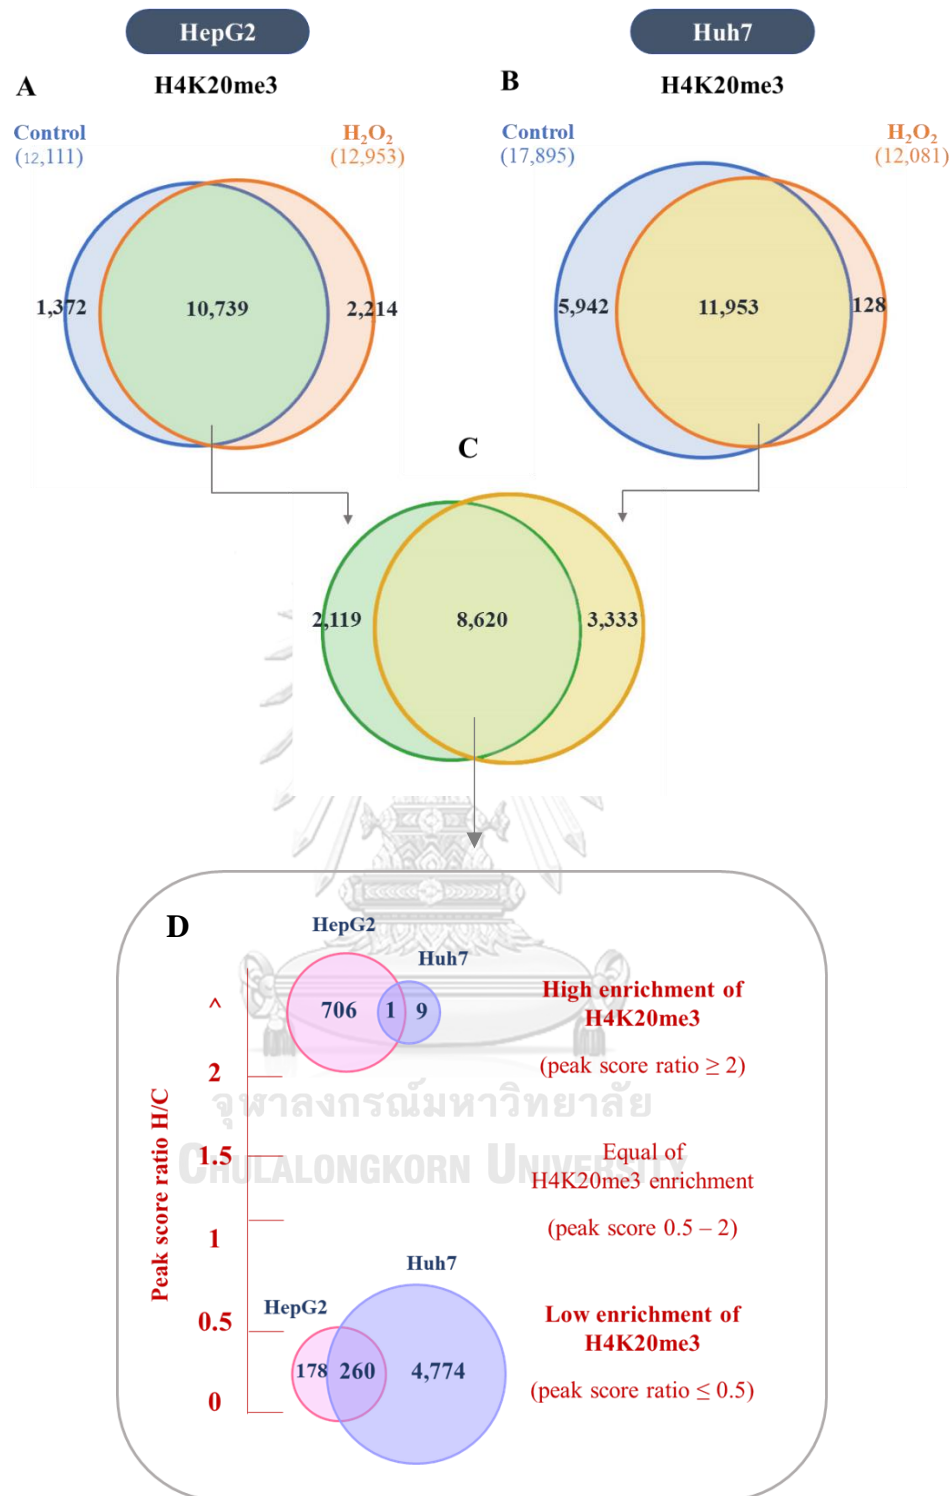 HepG2
Huh7
A
H4K20me3
B
H4K20me3
Control
(12,111)
H₂O₂
(12,953)
Control
(17,895)
H₂O₂
(12,081)
1,372
10,739
2,214
5,942
11,953
128
C
2,119
8,620
3,333
D
HepG2
Huh7
706
1
9
High enrichment of
H4K20me3
(peak score ratio ≥ 2)
^
2
1.5
1
0.5
0
Peak score ratio H/C
จุฬาลงกรณ์มหาวิทยาลัย
CHULALONGKORN UNIVERSITY
Equal of
H4K20me3 enrichment
(peak score 0.5 – 2)
Huh7
HepG2
178
260
4,774
Low enrichment of
H4K20me3
(peak score ratio ≤ 0.5)